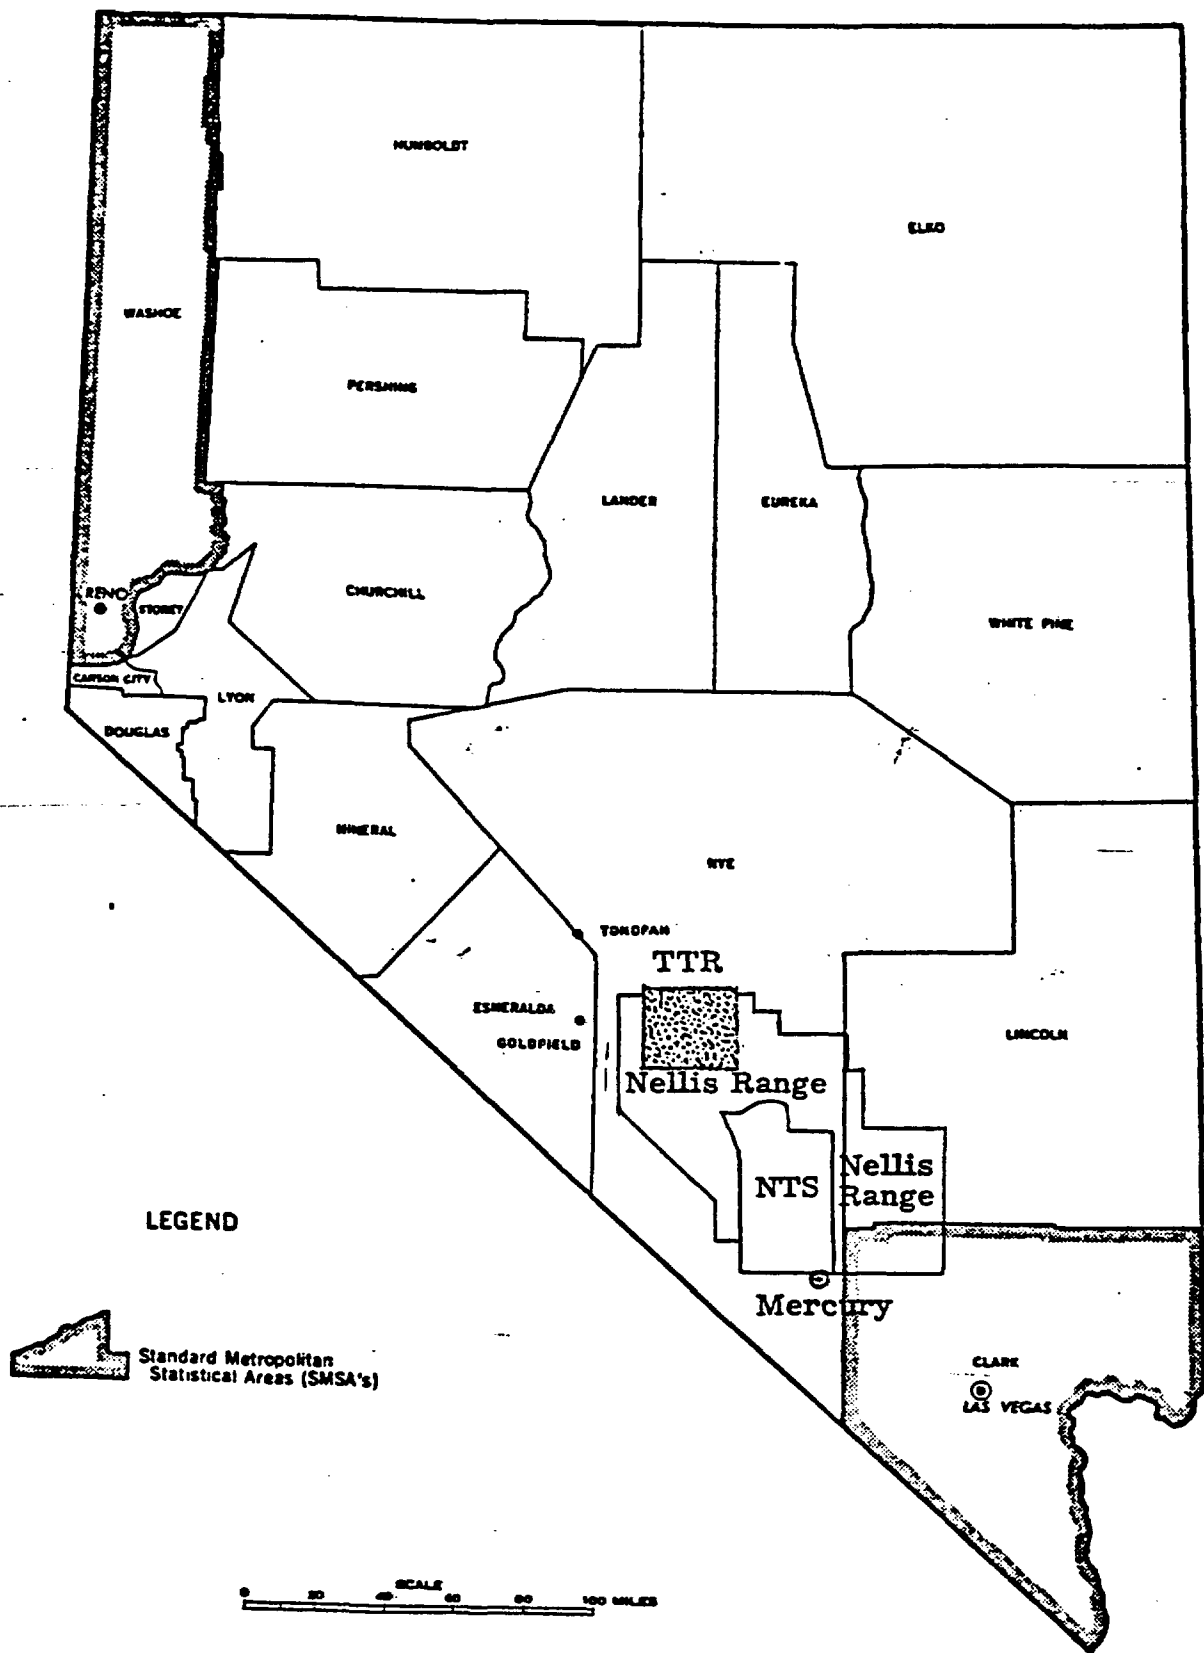 HUMBOLDT
ELKO
WASHOE
PERSHING
LANDER
EUREKA
CHURCHILL
RENO
STOREY
WHITE PINE
CARSON CITY
LYON
DOUGLAS
MINERAL
NYE
TONOPAH
TTR
ESMERALDA
GOLDFIELD
LINCOLN
Nellis Range
NTS
Nellis
Range
Mercury
LEGEND
Standard Metropolitan
Statistical Areas (SMSA's)
CLARK
LAS VEGAS
SCALE
0 20 40 60 80 100 MILES